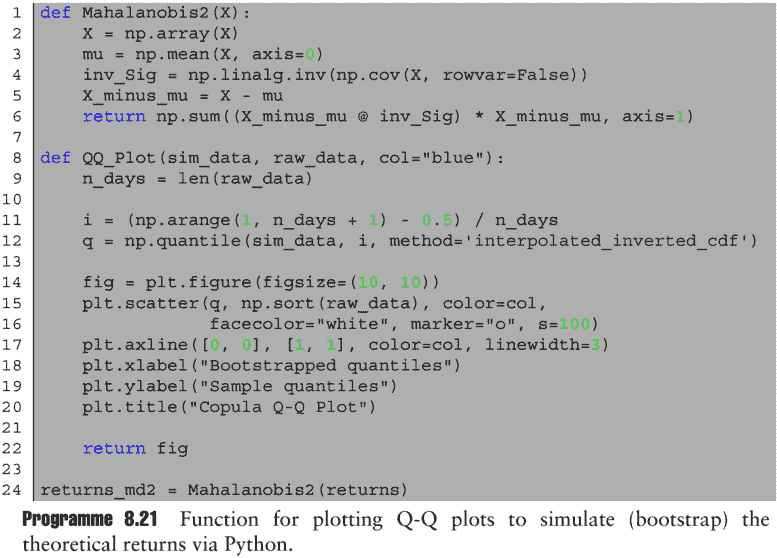 1 def Mahalanobis2(X):
2     X = np.array(X)
3     mu = np.mean(X, axis=0)
4     inv_Sig = np.linalg.inv(np.cov(X, rowvar=False))
5     X_minus_mu = X - mu
6     return np.sum((X_minus_mu @ inv_Sig) * X_minus_mu, axis=1)
7
8 def QQ_Plot(sim_data, raw_data, col="blue"):
9     n_days = len(raw_data)
10
11     i = (np.arange(1, n_days + 1) - 0.5) / n_days
12     q = np.quantile(sim_data, i, method='interpolated_inverted_cdf')
13
14     fig = plt.figure(figsize=(10, 10))
15     plt.scatter(q, np.sort(raw_data), color=col,
16                 facecolor="white", marker="o", s=100)
17     plt.axline([0, 0], [1, 1], color=col, linewidth=3)
18     plt.xlabel("Bootstrapped quantiles")
19     plt.ylabel("Sample quantiles")
20     plt.title("Copula Q-Q Plot")
21
22     return fig
23
24 returns_md2 = Mahalanobis2(returns)
Programme 8.21 Function for plotting Q-Q plots to simulate (bootstrap) the
theoretical returns via Python.